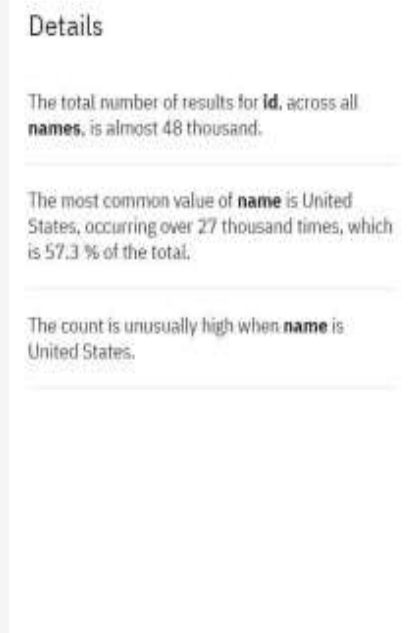 Details
The total number of results for id, across all
names, is almost 48 thousand.
The most common value of name is United
States, occurring over 27 thousand times, which
is 57.3 % of the total.
The count is unusually high when name is
United States.